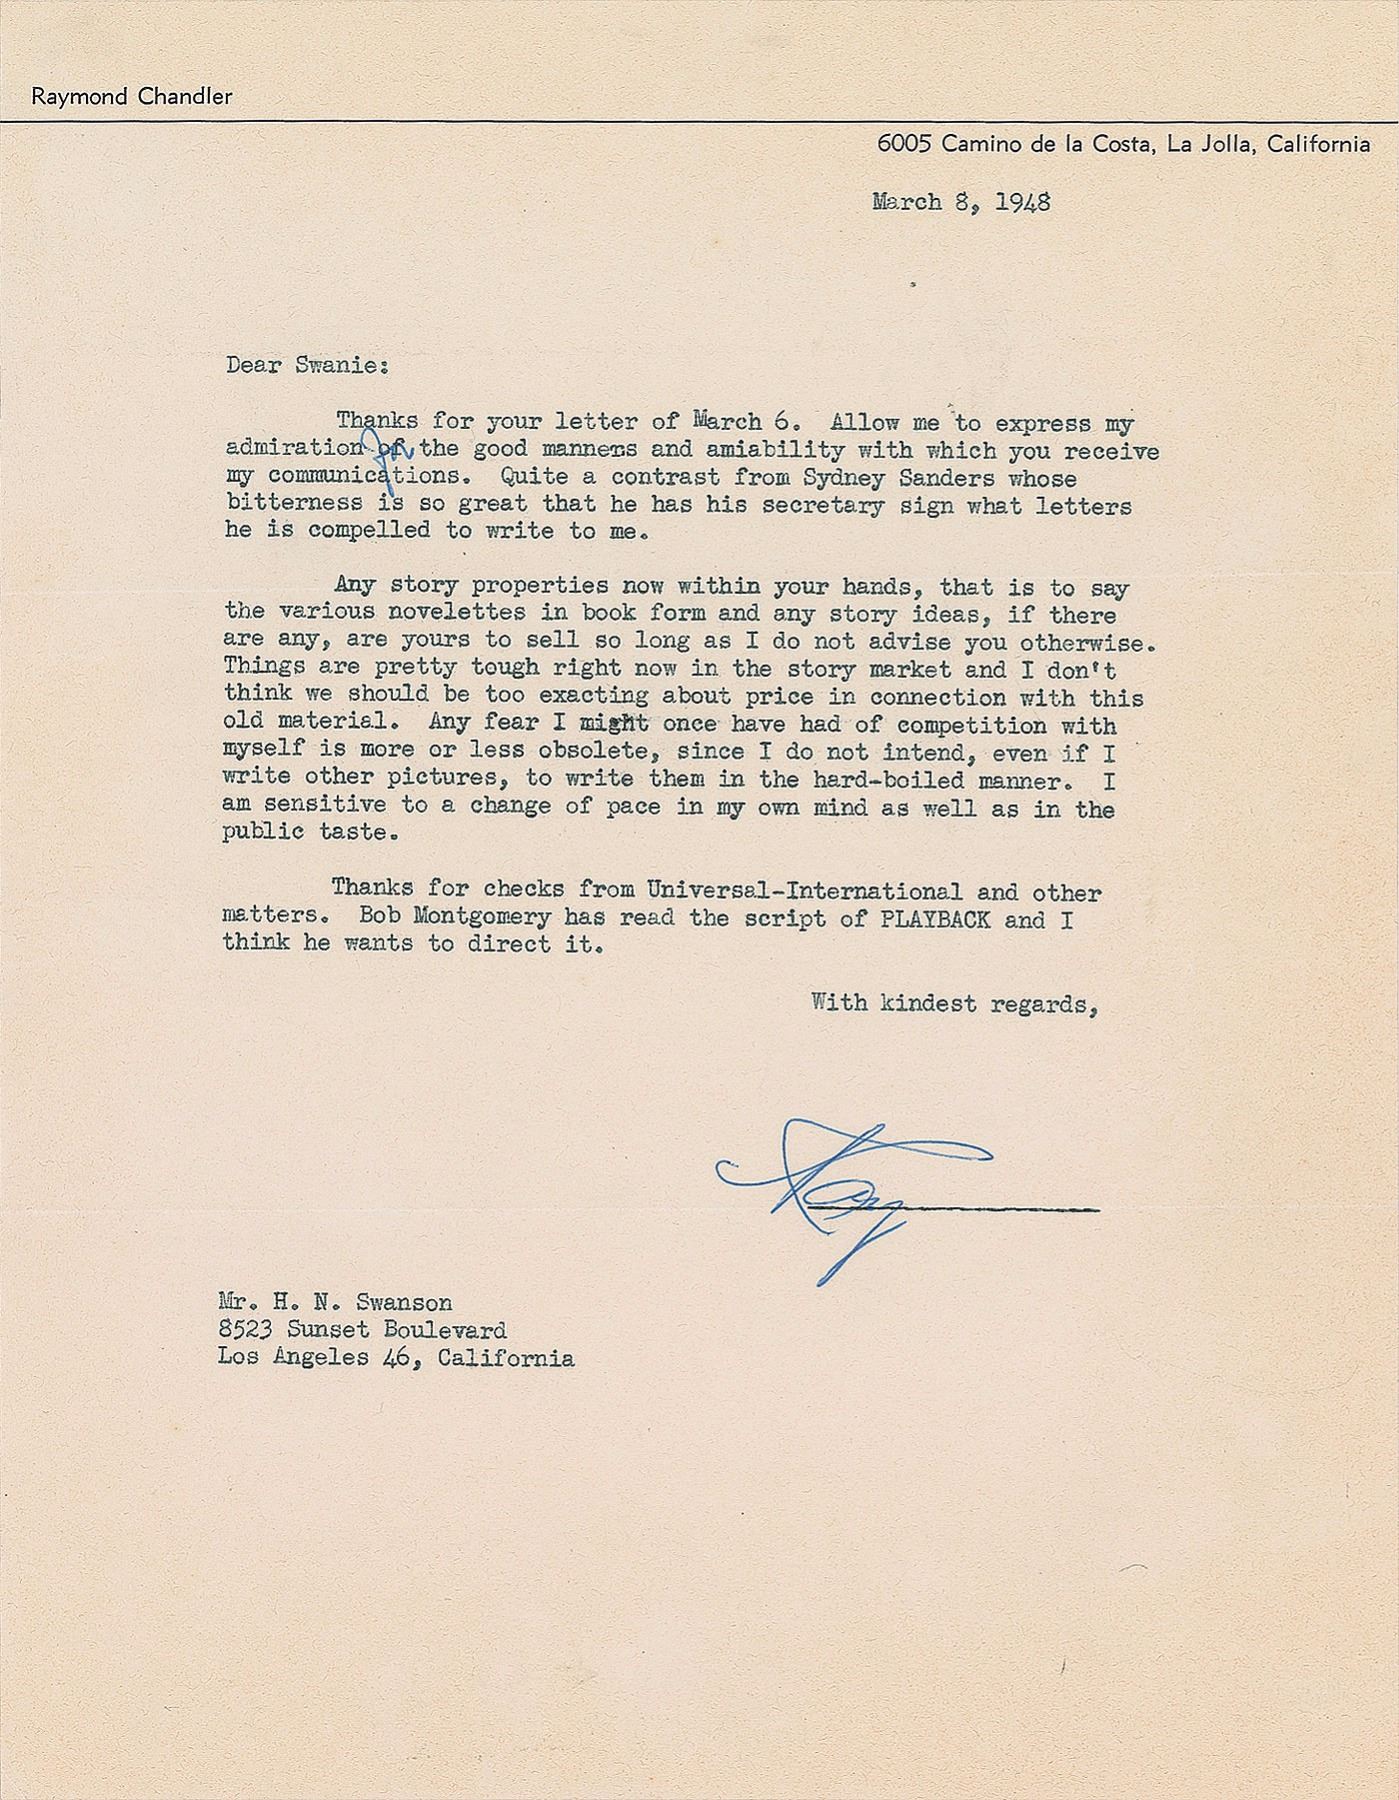 Raymond Chandler
6005 Camino de la Costa, La Jolla, California
March 8, 1948
Dear Swanie:
Thanks for your letter of March 6. Allow me to express my
admiration for the good manners and amiability with which you receive
my communications. Quite a contrast from Sydney Sanders whose
bitterness is so great that he has his secretary sign what letters
he is compelled to write to me.
Any story properties now within your hands, that is to say
the various novelettes in book form and any story ideas, if there
are any, are yours to sell so long as I do not advise you otherwise.
Things are pretty tough right now in the story market and I don't
think we should be too exacting about price in connection with this
old material. Any fear I might once have had of competition with
myself is more or less obsolete, since I do not intend, even if I
write other pictures, to write them in the hard-boiled manner. I
am sensitive to a change of pace in my own mind as well as in the
public taste.
Thanks for checks from Universal-International and other
matters. Bob Montgomery has read the script of PLAYBACK and I
think he wants to direct it.
With kindest regards,
Ray
Mr. H. N. Swanson
8523 Sunset Boulevard
Los Angeles 46, California